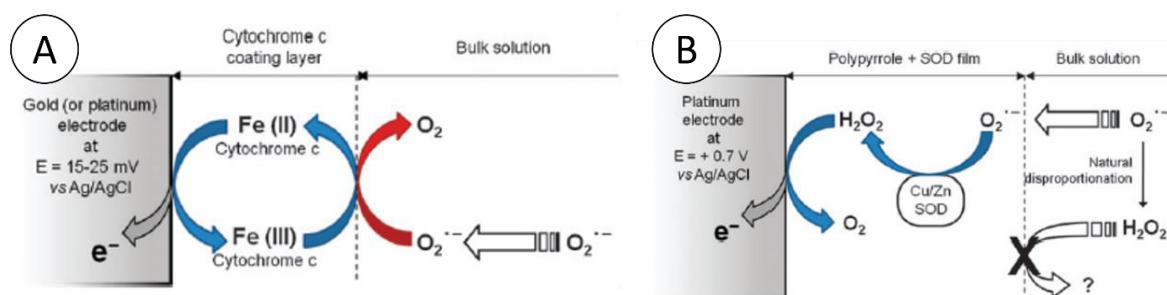 A
Cytochrome c
coating layer
Bulk solution
Gold (or platinum)
electrode
at
E = 15-25 mV
vs Ag/AgCl
e⁻
Fe (II)
Cytochrome c
Fe (III)
Cytochrome c
O₂
O₂˙⁻
O₂˙⁻
B
Polypyrrole + SOD film
Bulk solution
Platinum
electrode
at
E = + 0.7 V
vs Ag/AgCl
e⁻
H₂O₂
O₂˙⁻
O₂˙⁻
Cu/Zn
SOD
O₂
Natural
disproportionation
H₂O₂
X
?